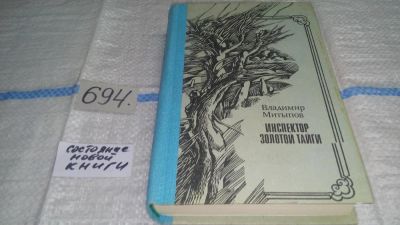 694.
состояние
новой
книги
Владимир
Митыпов
ИНСПЕКТОР
ЗОЛОТОЙ ТАЙГИ